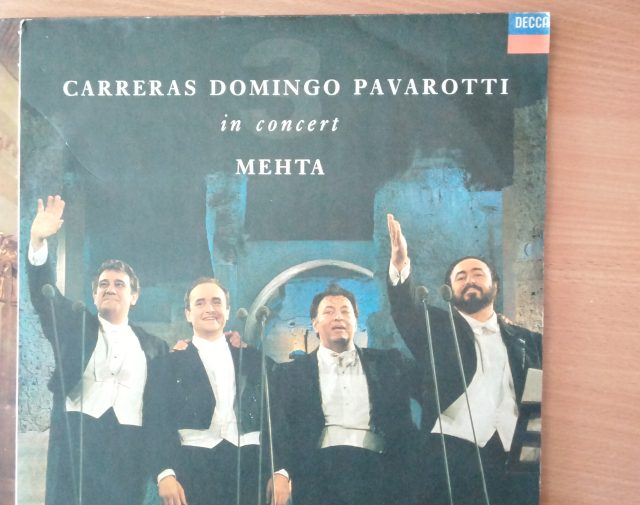 DECCA
CARRERAS DOMINGO PAVAROTTI
in concert
MEHTA